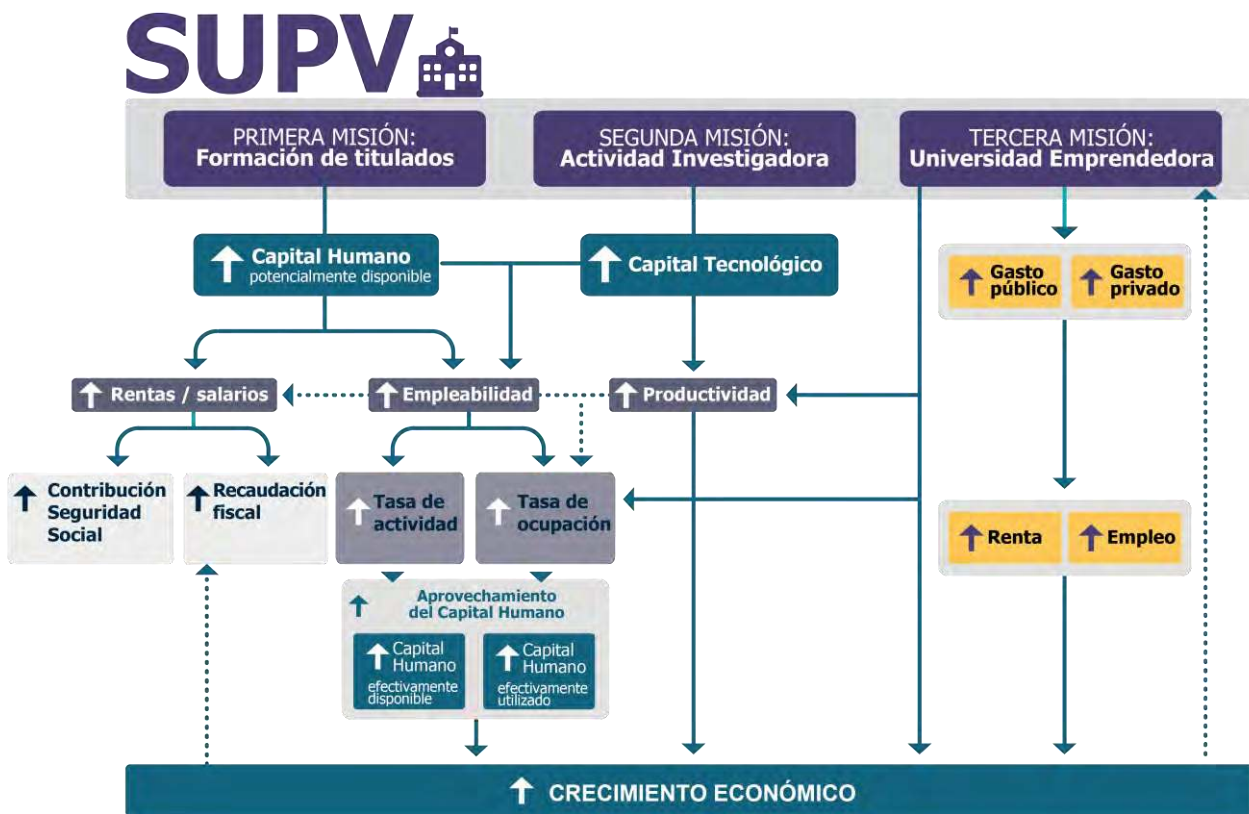 SUPV
PRIMERA MISIÓN:
Formación de titulados
SEGUNDA MISIÓN:
Actividad Investigadora
TERCERA MISIÓN:
Universidad Emprendedora
Capital Humano
potencialmente disponible
Capital Tecnológico
Gasto
público
Gasto
privado
Rentas / salarios
Empleabilidad
Productividad
Contribución
Seguridad
Social
Recaudación
fiscal
Tasa de
actividad
Tasa de
ocupación
Renta
Empleo
Aprovechamiento
del Capital Humano
Capital
Humano
efectivamente
disponible
Capital
Humano
efectivamente
utilizado
CRECIMIENTO ECONÓMICO